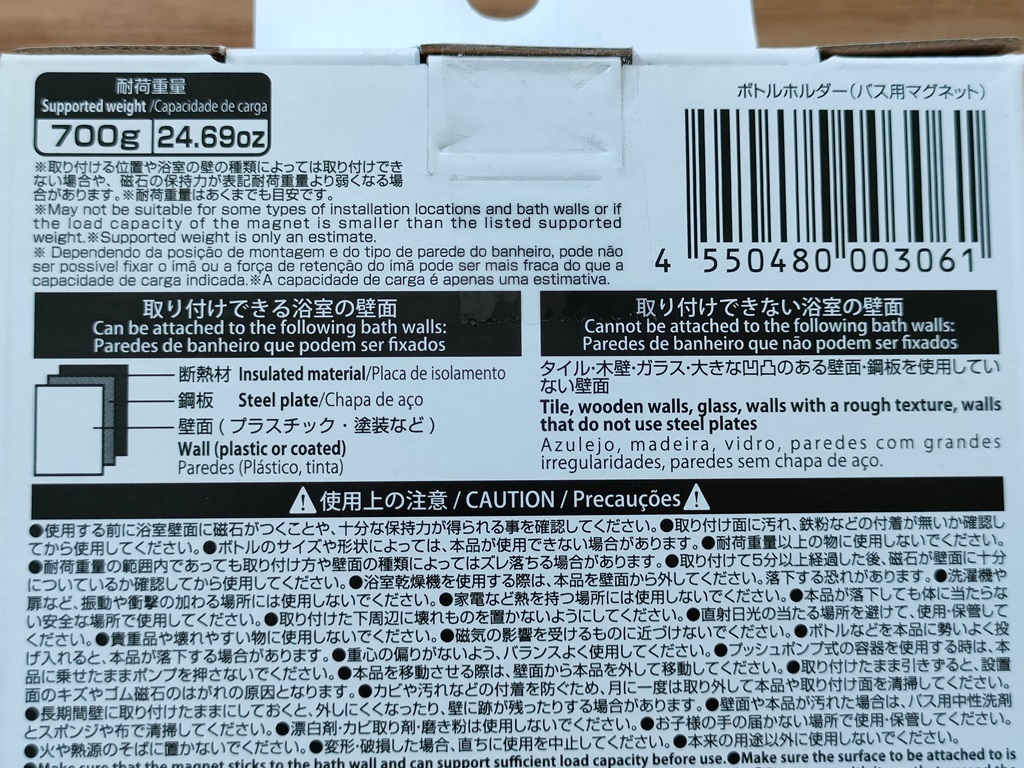 耐荷重量
Supported weight /Capacidade de carga
700g 24.69oz
※取り付ける位置や浴室の壁の種類によっては取り付けでき
ない場合や、磁石の保持力が表記耐荷重量より弱くなる場
合があります。※耐荷重量はあくまでも目安です。
※May not be suitable for some types of installation locations and bath walls or if
the load capacity of the magnet is smaller than the listed supported
weight.※Supported weight is only an estimate.
※ Dependendo da posição de montagem e do tipo de parede do banheiro, pode não
ser possível fixar o imã ou a força de retenção do imã pode ser mais fraca do que a
capacidade de carga indicada.※A capacidade de carga é apenas uma estimativa.
ボトルホルダー(バス用マグネット)
4 550480 003061
取り付けできる浴室の壁面
Can be attached to the following bath walls:
Paredes de banheiro que podem ser fixados
断熱材 Insulated material/Placa de isolamento
鋼板 Steel plate/Chapa de aço
壁面(プラスチック・塗装など)
Wall (plastic or coated)
Paredes (Plástico, tinta)
取り付けできない浴室の壁面
Cannot be attached to the following bath walls:
Paredes de banheiro que não podem ser fixados
タイル・木壁・ガラス・大きな凹凸のある壁面・鋼板を使用してい
ない壁面
Tile, wooden walls, glass, walls with a rough texture, walls
that do not use steel plates
Azulejo, madeira, vidro, paredes com grandes
irregularidades, paredes sem chapa de aço.
使用上の注意 / CAUTION / Precauções
●使用する前に浴室壁面に磁石がつくことや、十分な保持力が得られる事を確認してください。●取り付け面に汚れ、鉄粉などの付着が無いか確認し
てから使用してください。●ボトルのサイズや形状によっては、本品が使用できない場合があります。●耐荷重量以上の物に使用しないでください。
●耐荷重量の範囲内であっても取り付け方や壁面の種類によってはズレ落ちる場合があります。●取り付けて5分以上経過した後、磁石が壁面に十分
についているか確認してから使用してください。●浴室乾燥機を使用する際は、本品を壁面から外してください。落下する恐れがあります。●洗濯機や
扉など、振動や衝撃の加わる場所には使用しないでください。●家電など熱を持つ場所には使用しないでください。●本品が落下しても体に当たらな
い安全な場所で使用してください。●取り付けた下周辺に壊れものを置かないようにしてください。●直射日光の当たる場所を避けて、使用・保管して
ください。●貴重品や壊れやすい物に使用しないでください。●磁気の影響を受けるものに近づけないでください。●ボトルなどを本品に勢いよく投
げ入れると、本品が落下する場合があります。●重心の偏りがないよう、バランスよく使用してください。●プッシュポンプ式の容器を使用する時は、本
品に乗せたままポンプを押さないでください。●本品を移動させる際は、壁面から本品を外して移動してください。●取り付けたまま引きずると、設置
面のキズやゴム磁石のはがれの原因となります。●カビや汚れなどの付着を防ぐため、月に一度は取り外して本品や取り付け面を清掃してください。
●長期間壁に取り付けたままにしておくと、外しにくくなったり、壁に跡が残ったりする場合があります。●壁面や本品が汚れた場合は、バス用中性洗剤
とスポンジや布で清掃してください。●漂白剤・カビ取り剤・磨き粉は使用しないでください。●お子様の手の届かない場所で使用・保管してください。
●火や熱源のそばに置かないでください。●変形・破損した場合、直ちに使用を中止してください。●本来の用途以外に使用しないでください。
●Make sure that the magnet sticks to the bath wall and can support sufficient load capacity before use.●Make sure the surface to be attached to is